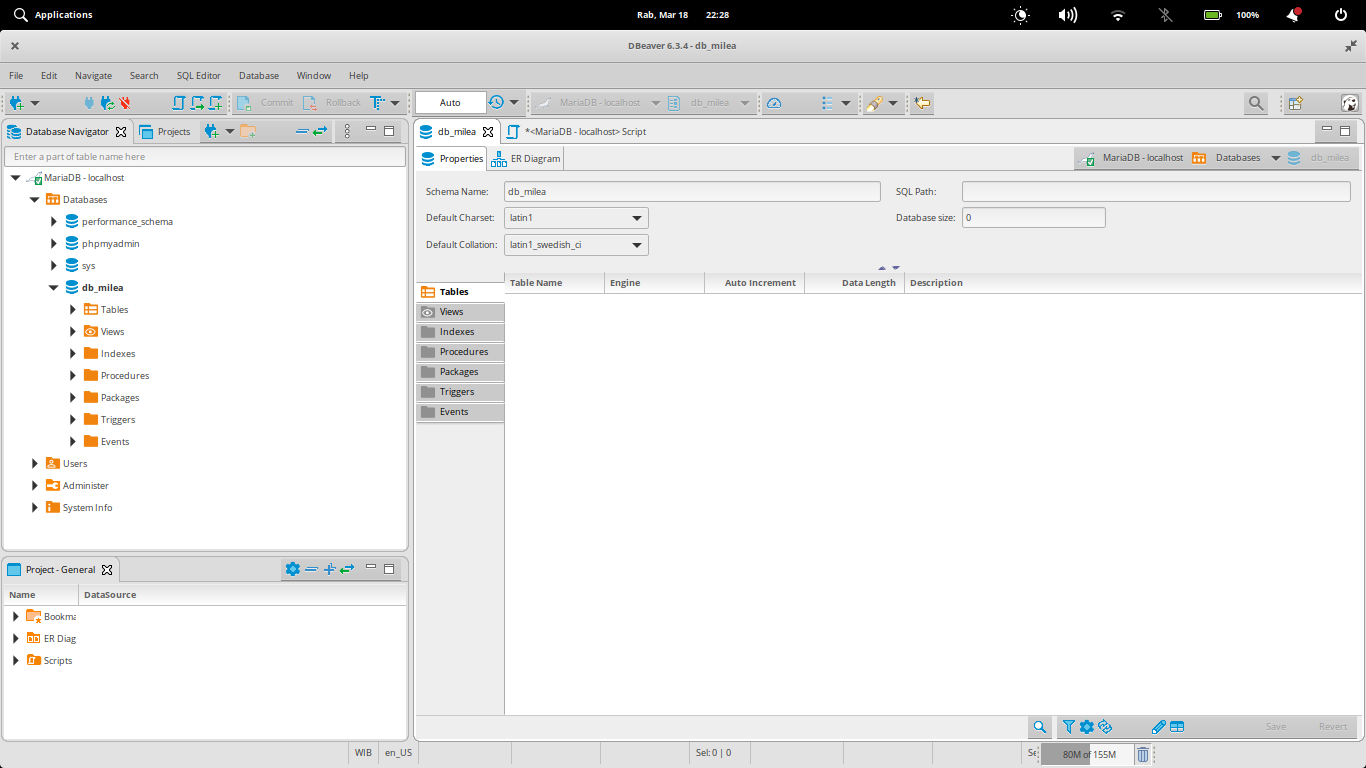 Applications
Rab, Mar 18 22:28
100%
DBeaver 6.3.4 - db_milea
File Edit Navigate Search SQL Editor Database Window Help
Commit Rollback Auto MariaDB - localhost db_milea
Database Navigator Projects
Enter a part of table name here
MariaDB - localhost
Databases
performance_schema
phpmyadmin
sys
db_milea
Tables
Views
Indexes
Procedures
Packages
Triggers
Events
Users
Administer
System Info
Project - General
Name DataSource
Bookma
ER Diag
Scripts
db_milea *<MariaDB - localhost> Script
Properties ER Diagram MariaDB - localhost Databases db_milea
Schema Name: db_milea SQL Path:
Default Charset: latin1 Database size: 0
Default Collation: latin1_swedish_ci
Table Name Engine Auto Increment Data Length Description
Tables
Views
Indexes
Procedures
Packages
Triggers
Events
Save Revert
WIB en_US Sel: 0 | 0 Se 80M of 155M